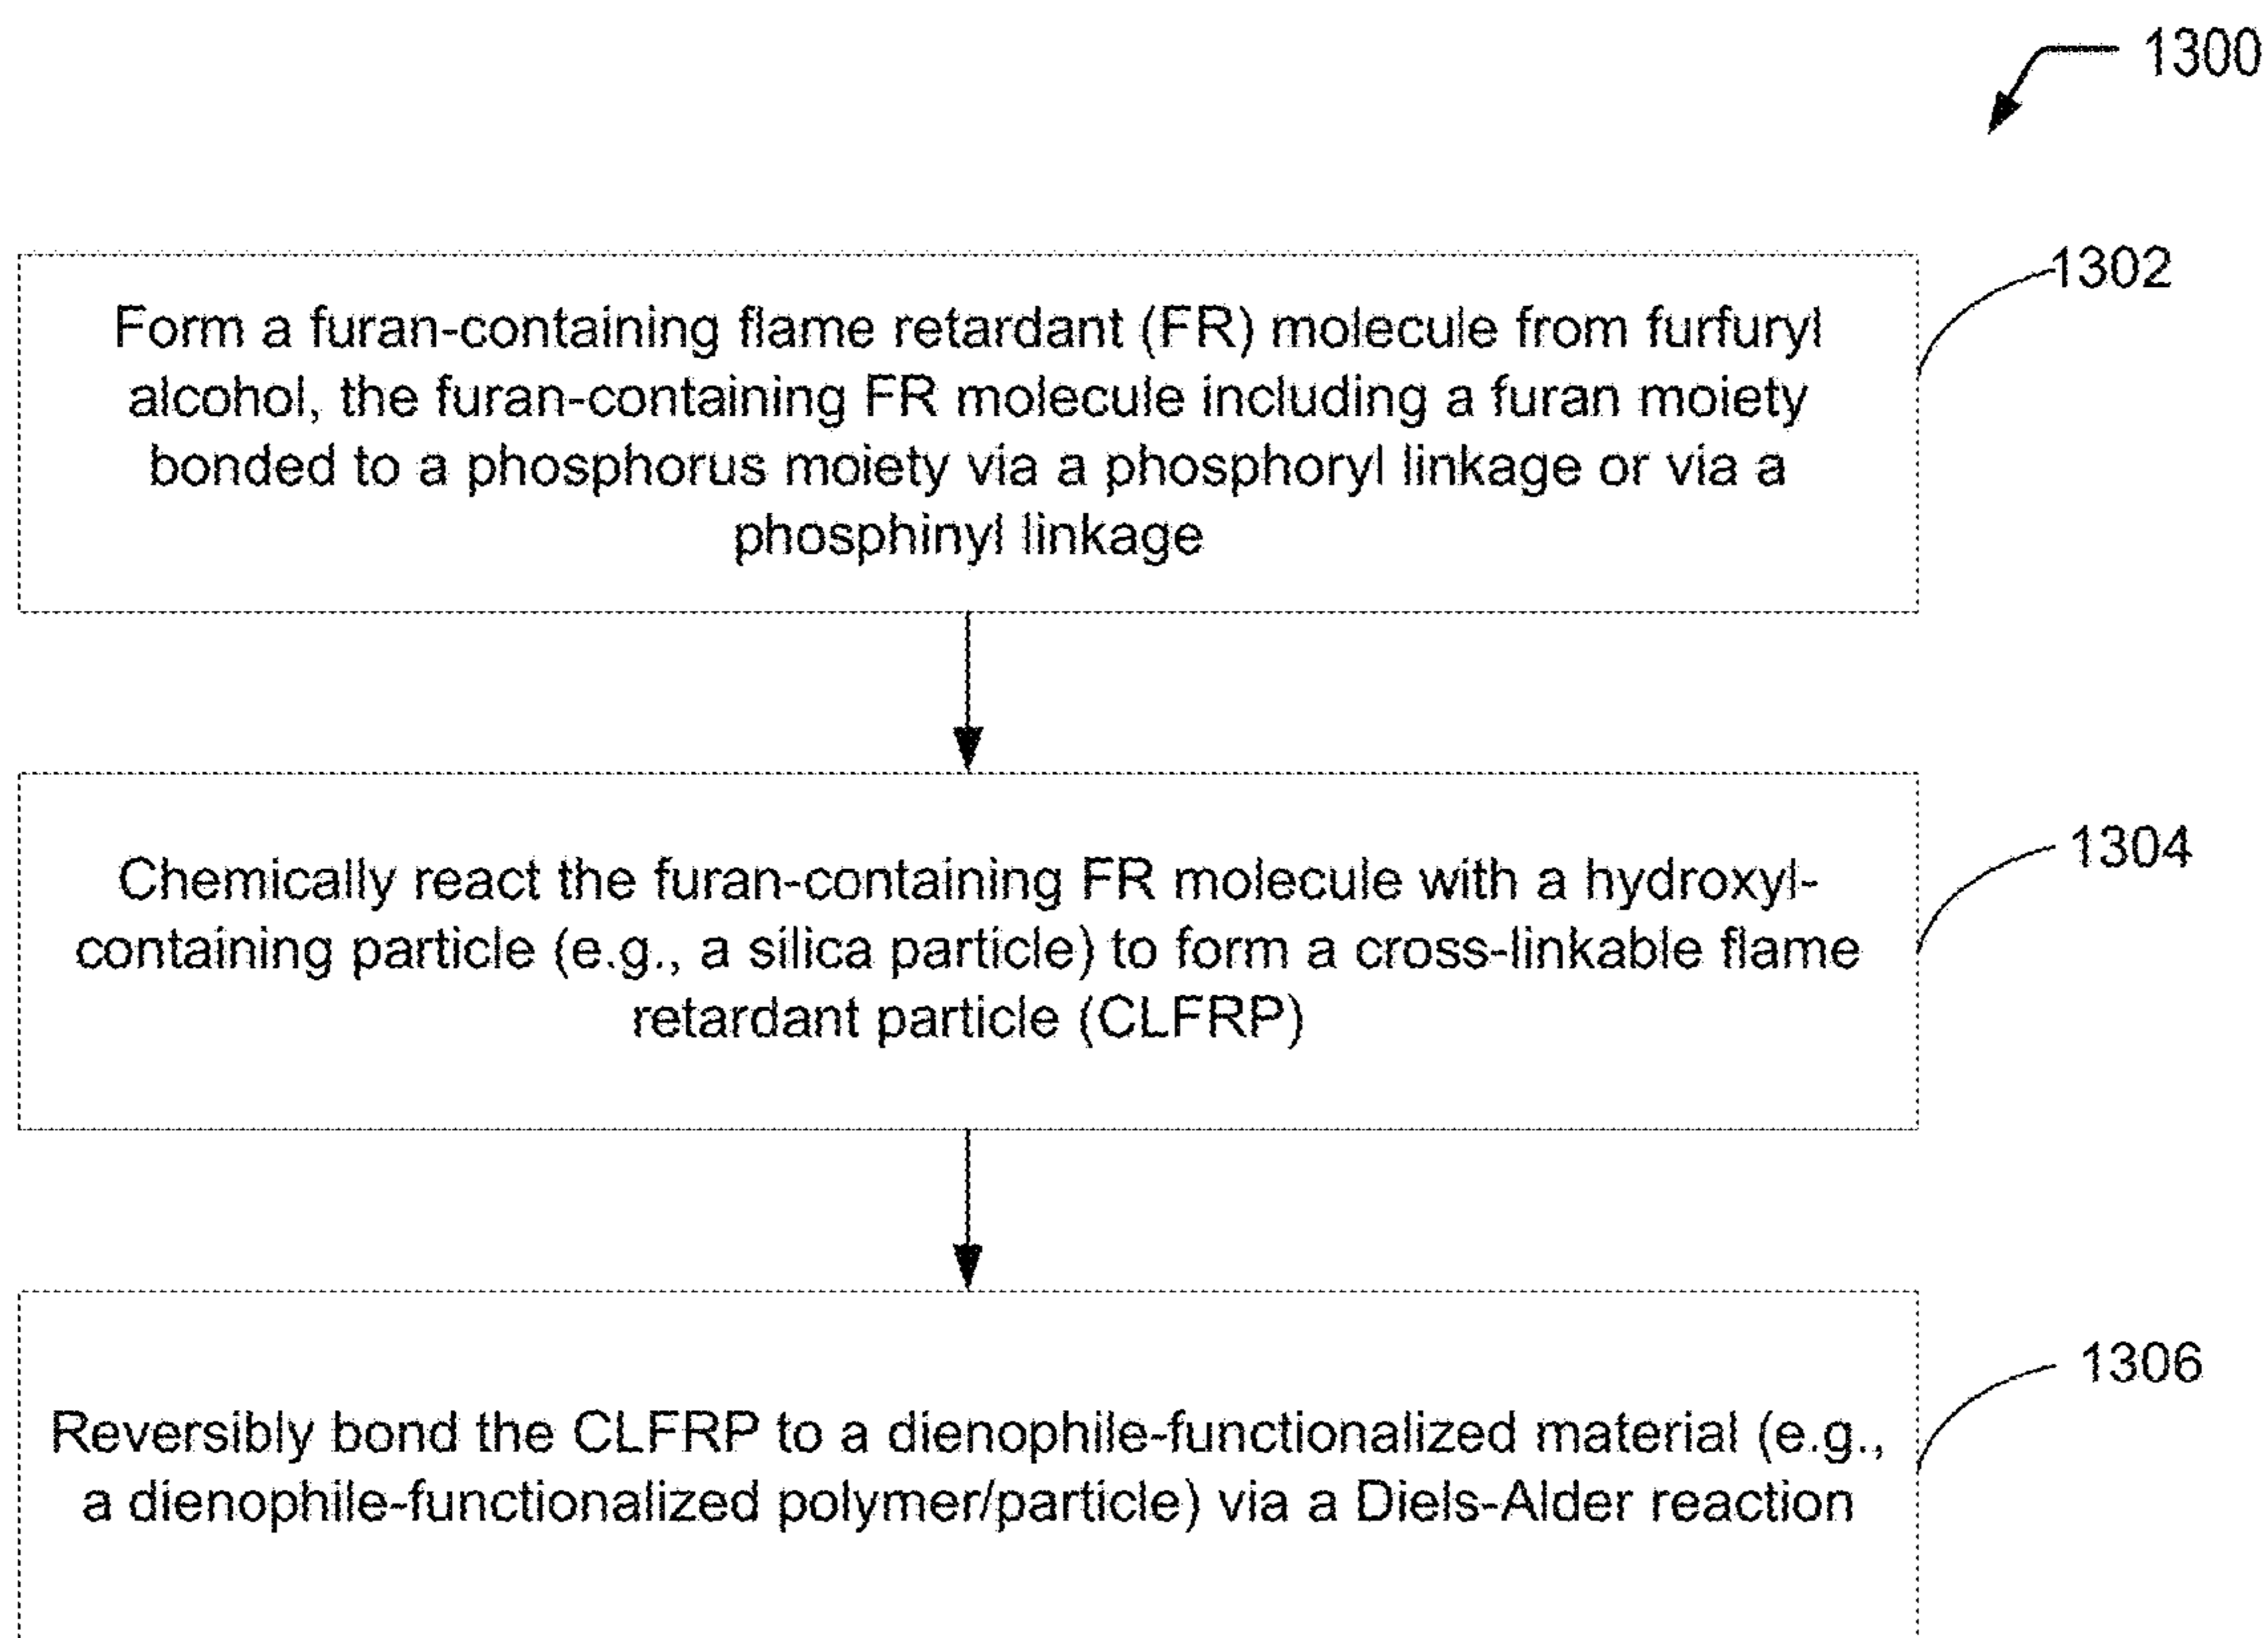 1300
1302
Form a furan-containing flame retardant (FR) molecule from furfuryl
alcohol, the furan-containing FR molecule including a furan moiety
bonded to a phosphorus moiety via a phosphoryl linkage or via a
phosphinyl linkage
1304
Chemically react the furan-containing FR molecule with a hydroxyl-
containing particle (e.g., a silica particle) to form a cross-linkable flame
retardant particle (CLFRP)
1306
Reversibly bond the CLFRP to a dienophile-functionalized material (e.g.,
a dienophile-functionalized polymer/particle) via a Diels-Alder reaction